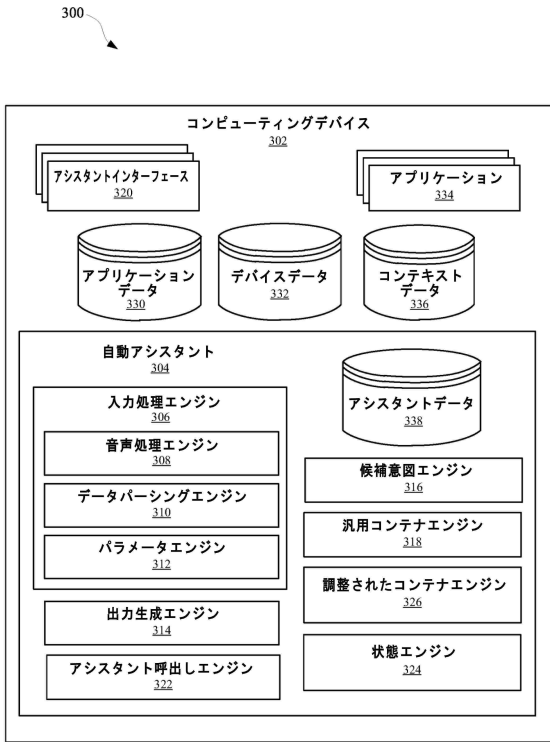 300
コンピューティングデバイス
302
アシスタントインターフェース
320
アプリケーション
334
アプリケーション
データ
330
デバイスデータ
332
コンテキスト
データ
336
自動アシスタント
304
入力処理エンジン
306
音声処理エンジン
308
データパーシングエンジン
310
パラメータエンジン
312
出力生成エンジン
314
アシスタント呼出しエンジン
322
アシスタントデータ
338
候補意図エンジン
316
汎用コンテナエンジン
318
調整されたコンテナエンジン
326
状態エンジン
324